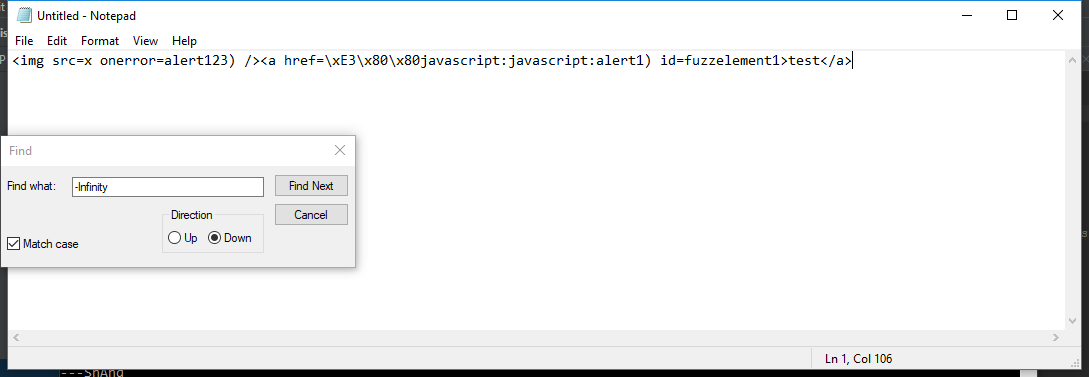 Untitled - Notepad
File Edit Format View Help
<img src=x onerror=alert123) /><a href=\xE3\x80\x80javascript:javascript:alert1) id=fuzzelement1>test</a>
Find
Find what: -Infinity Find Next
Direction Cancel
Match case Up Down
Ln 1, Col 106